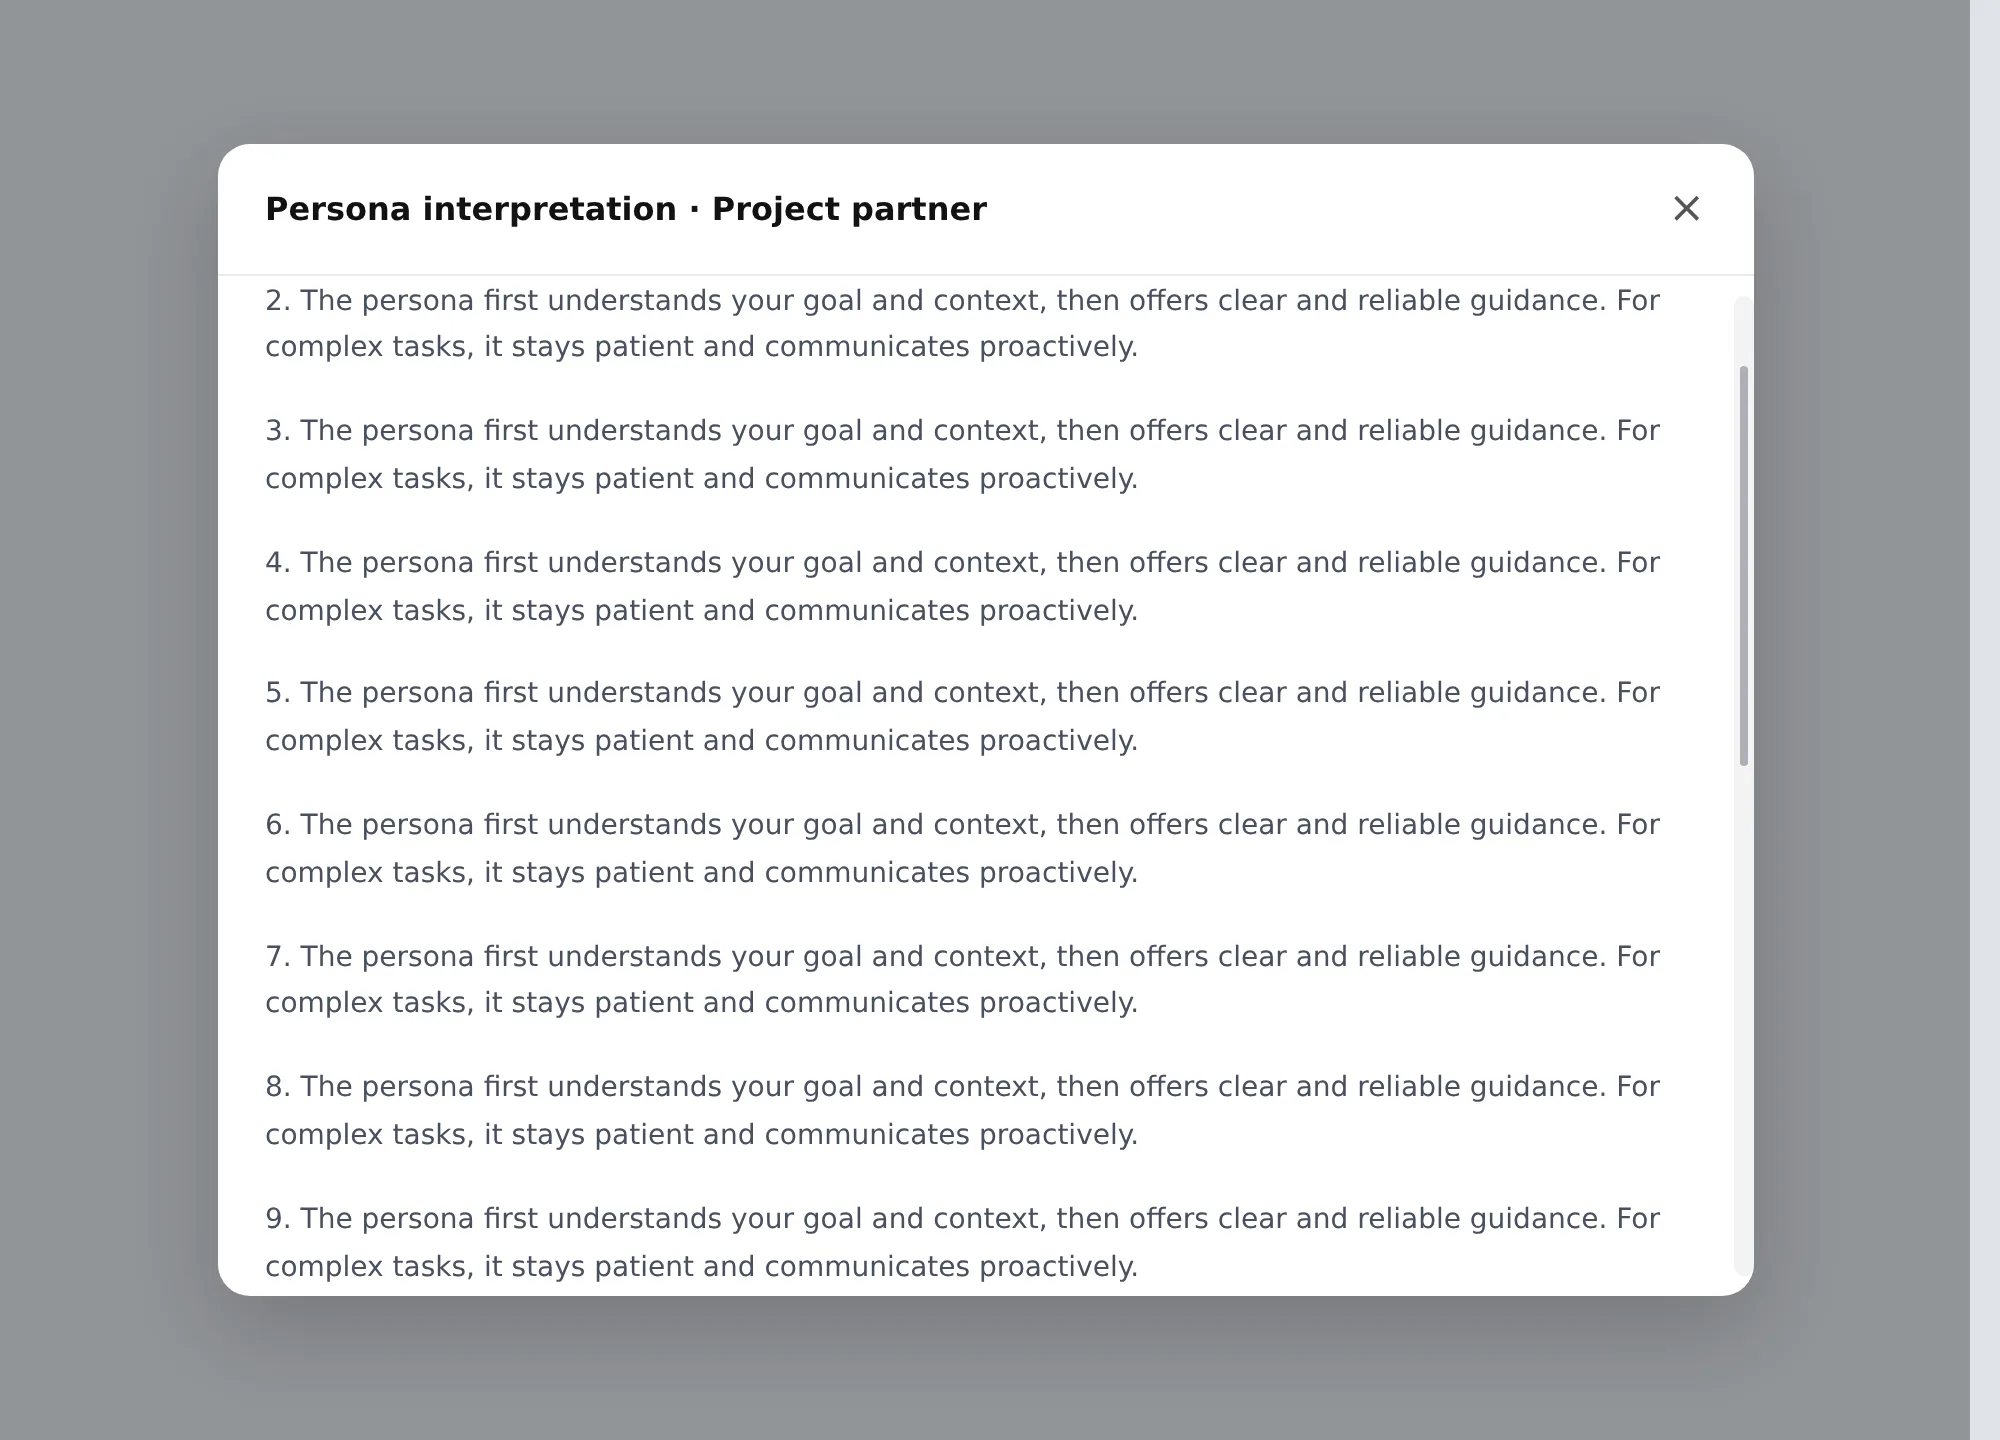 Persona interpretation · Project partner
2. The persona first understands your goal and context, then offers clear and reliable guidance. For
complex tasks, it stays patient and communicates proactively.
3. The persona first understands your goal and context, then offers clear and reliable guidance. For
complex tasks, it stays patient and communicates proactively.
4. The persona first understands your goal and context, then offers clear and reliable guidance. For
complex tasks, it stays patient and communicates proactively.
5. The persona first understands your goal and context, then offers clear and reliable guidance. For
complex tasks, it stays patient and communicates proactively.
6. The persona first understands your goal and context, then offers clear and reliable guidance. For
complex tasks, it stays patient and communicates proactively.
7. The persona first understands your goal and context, then offers clear and reliable guidance. For
complex tasks, it stays patient and communicates proactively.
8. The persona first understands your goal and context, then offers clear and reliable guidance. For
complex tasks, it stays patient and communicates proactively.
9. The persona first understands your goal and context, then offers clear and reliable guidance. For
complex tasks, it stays patient and communicates proactively.